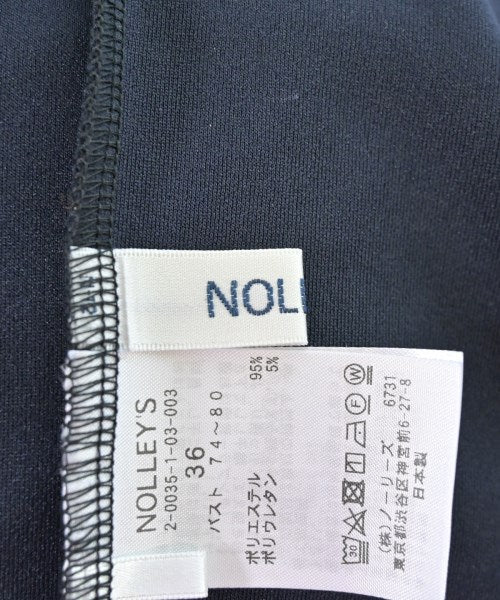 NOLL
NOLLEY'S
2-0035-1-03-003
36
バスト 74～80
ポリエステル 95%
ポリウレタン 5%
30 F W
(株)ノーリーズ 6731
東京都渋谷区神宮前6-27-8
日本製